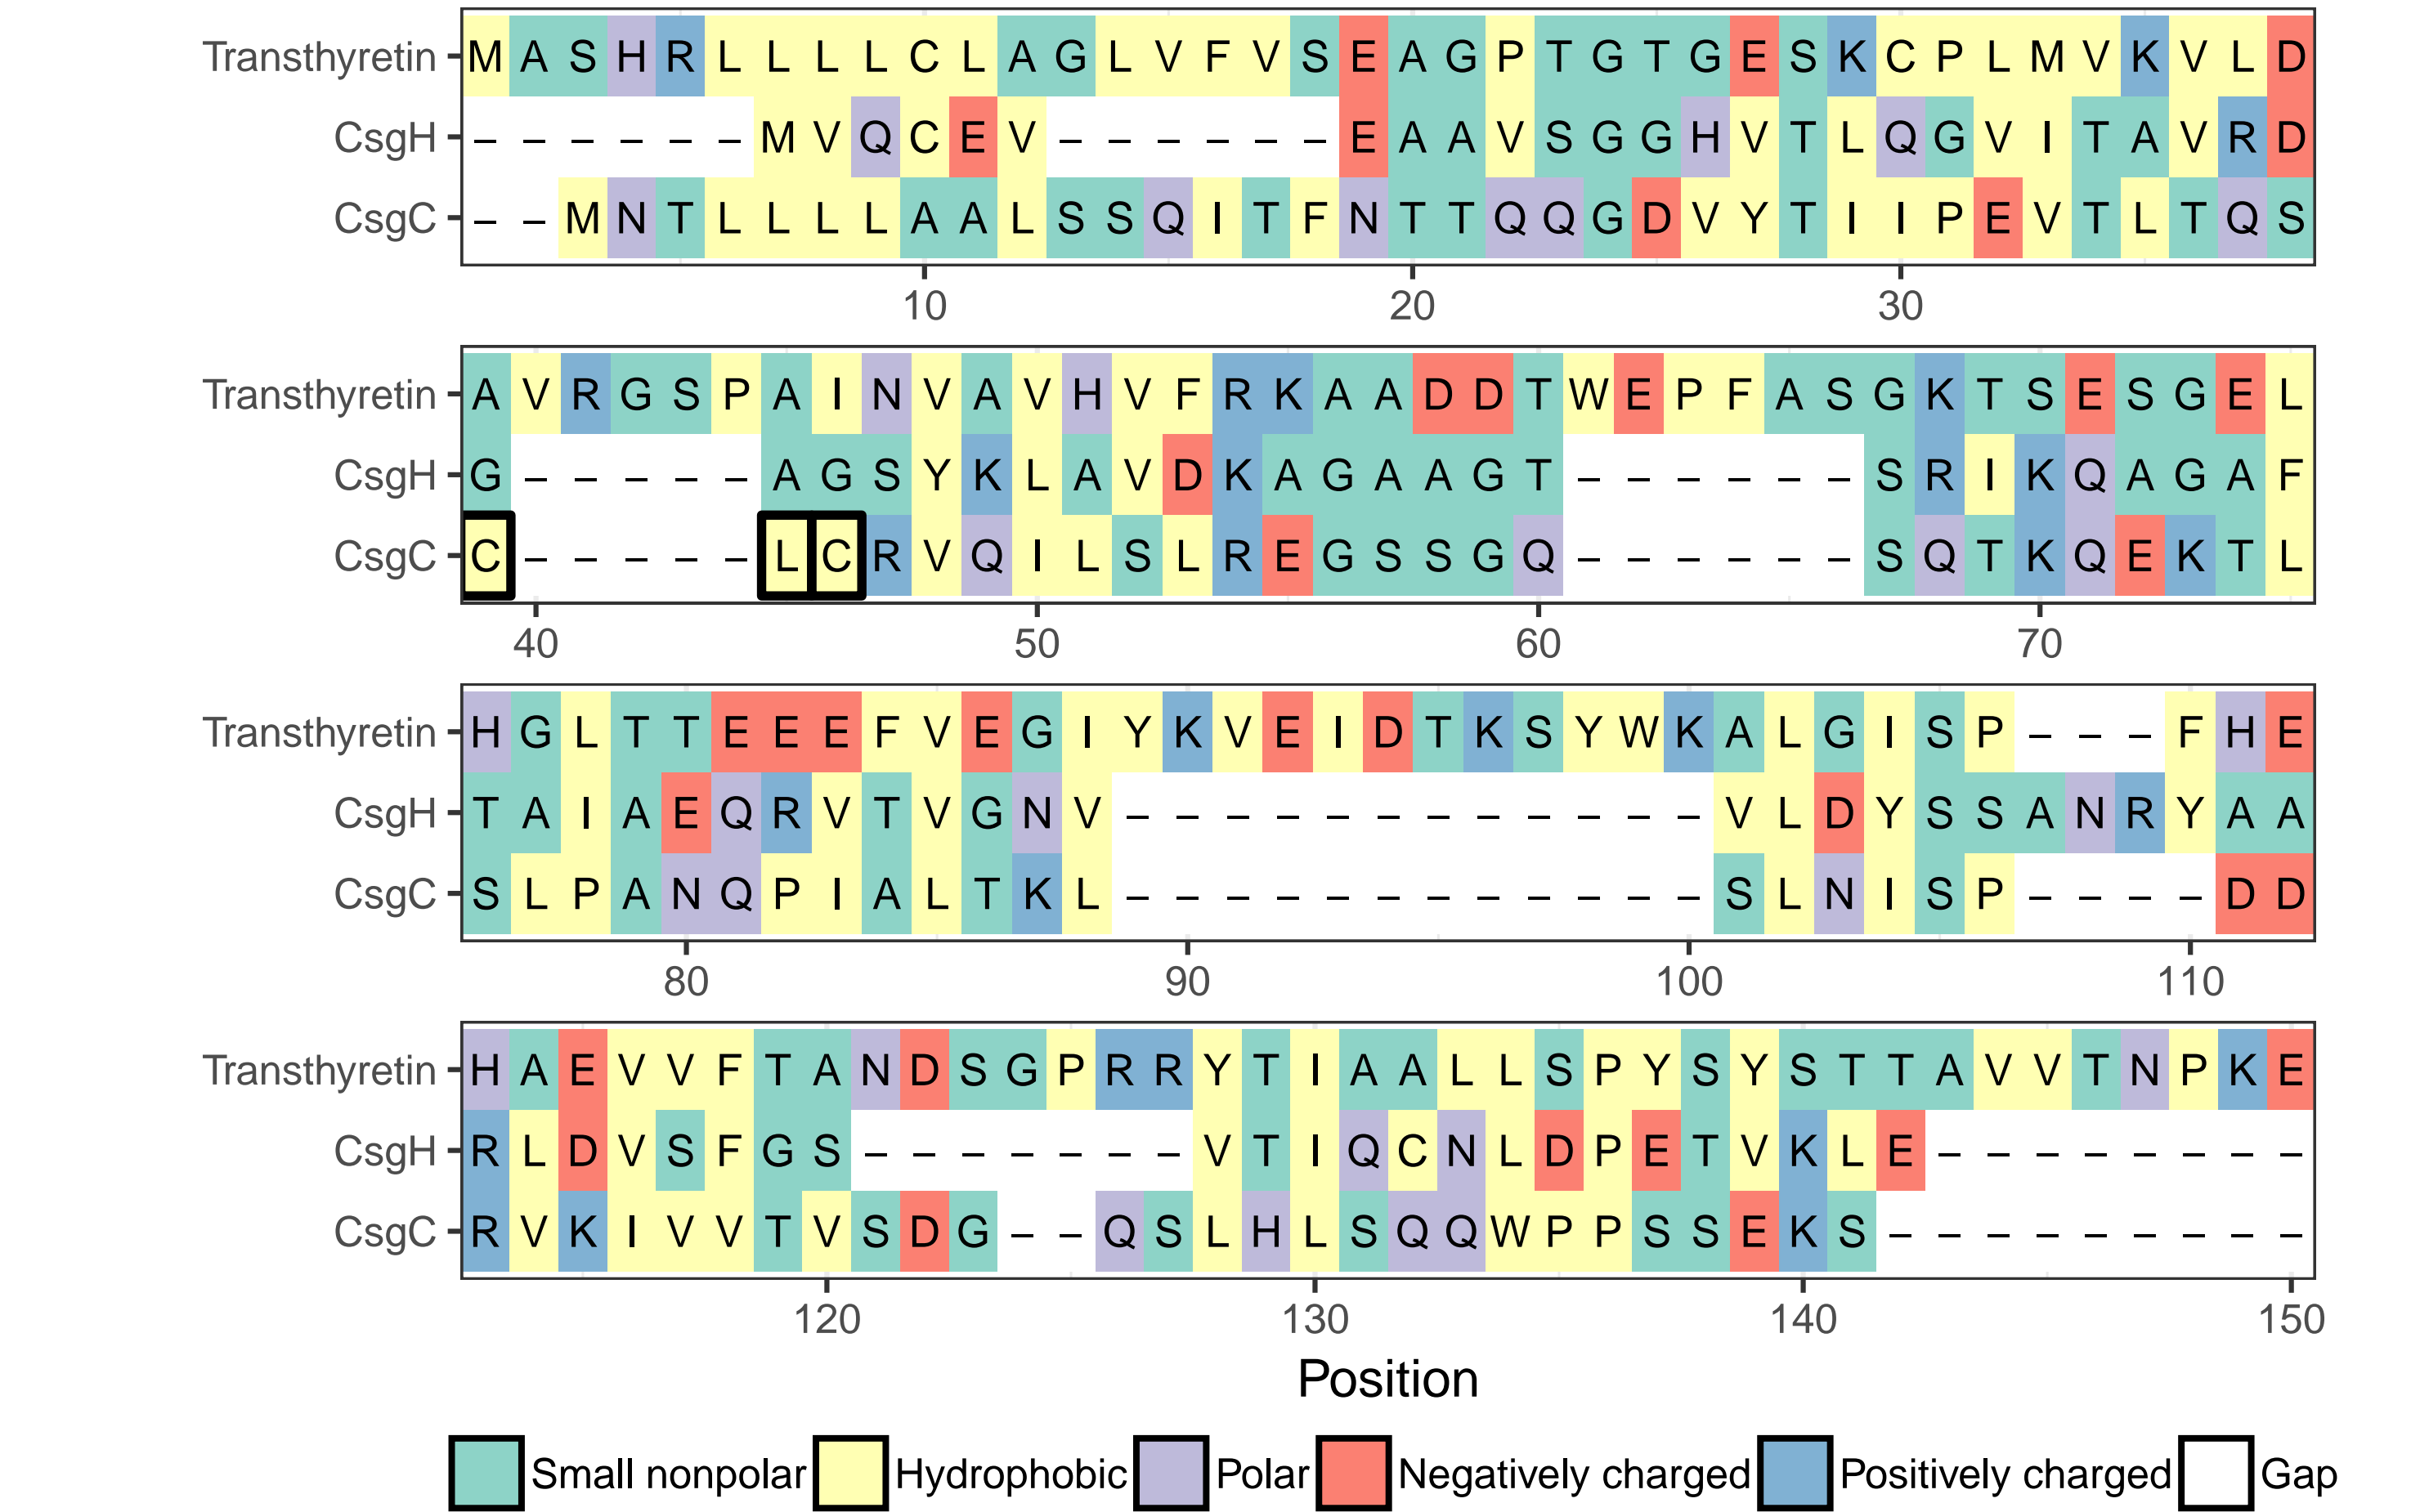 Transthyretin M A S H R L L L L C L A G L V F V S E A G P T G T G E S K C P L M V K V L D
CsgH – – – – – – M V Q C E V – – – – – – E A A V S G G H V T L Q G V I T A V R D
CsgC – – M N T L L L L A A L S S Q I T F N T T Q Q G D V Y T I I P E V T L T Q S
10 20 30
Transthyretin A V R G S P A I N V A V H V F R K A A D D T W E P F A S G K T S E S G E L
CsgH G – – – – – A G S Y K L A V D K A G A A G T – – – – – – S R I K Q A G A F
CsgC C – – – – – L C R V Q I L S L R E G S S G Q – – – – – – S Q T K Q E K T L
40 50 60 70
Transthyretin H G L T T E E E F V E G I Y K V E I D T K S Y W K A L G I S P – – – F H E
CsgH T A I A E Q R V T V G N V – – – – – – – – – – – – V L D Y S S A N R Y A A
CsgC S L P A N Q P I A L T K L – – – – – – – – – – – – S L N I S P – – – – D D
80 90 100 110
Transthyretin H A E V V F T A N D S G P R R Y T I A A L L S P Y S Y S T T A V V T N P K E
CsgH R L D V S F G S – – – – – – – V T I Q C N L D P E T V K L E – – – – – – – –
CsgC R V K I V V T V S D G – – Q S L H L S Q Q W P P S S E K S – – – – – – – – –
120 130 140 150
Position
Small nonpolar Hydrophobic Polar Negatively charged Positively charged Gap